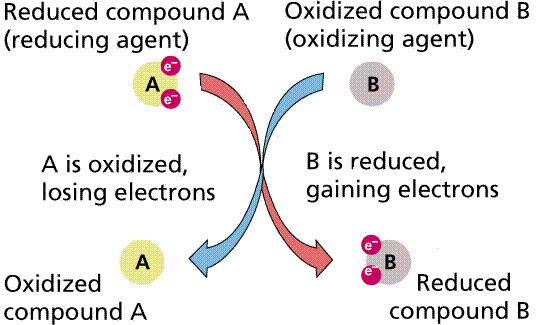 Reduced compound A
(reducing agent)
Oxidized compound B
(oxidizing agent)
e⁻
A
e⁻
B
A is oxidized,
losing electrons
B is reduced,
gaining electrons
A
e⁻
B
e⁻
Oxidized
compound A
Reduced
compound B